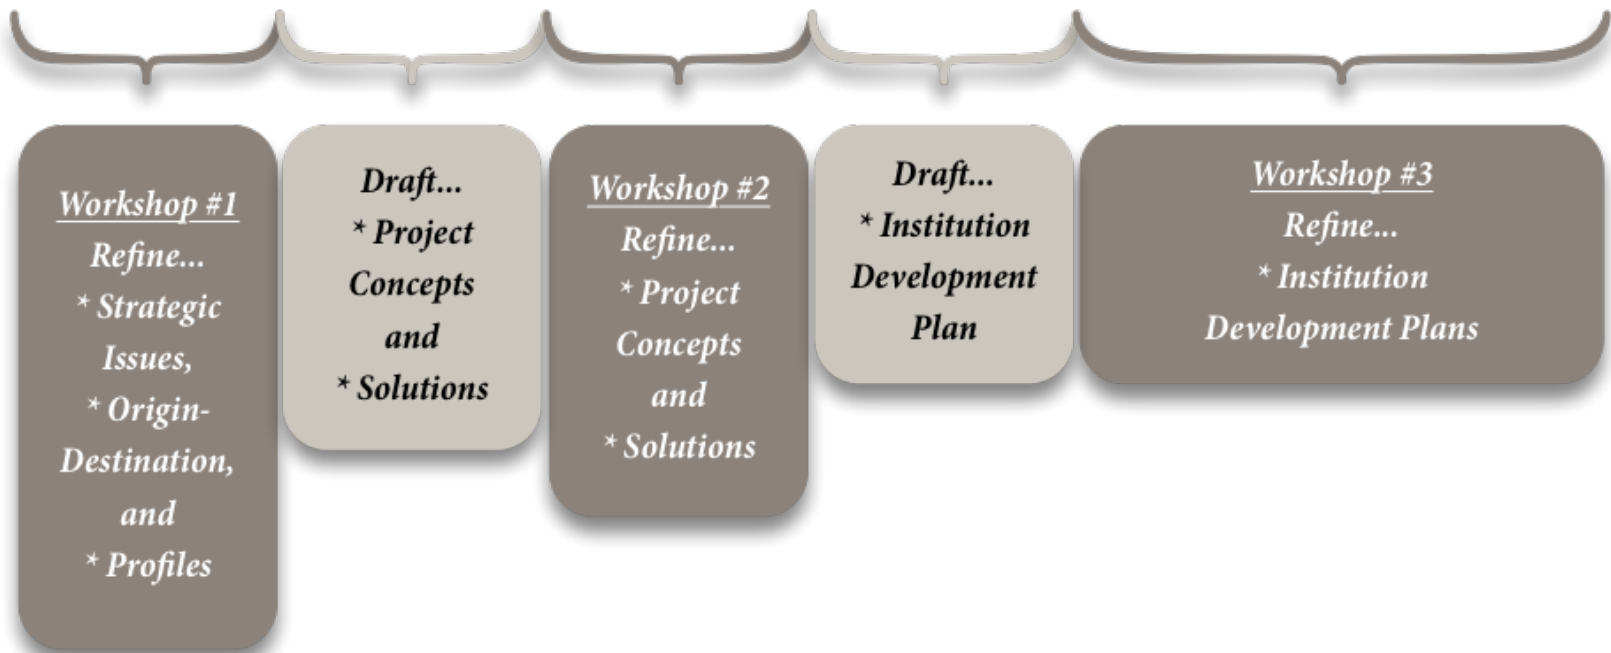 Workshop #1
Refine...
* Strategic
Issues,
* Origin-
Destination,
and
* Profiles
Draft...
* Project
Concepts
and
* Solutions
Workshop #2
Refine...
* Project
Concepts
and
* Solutions
Draft...
* Institution
Development
Plan
Workshop #3
Refine...
* Institution
Development Plans